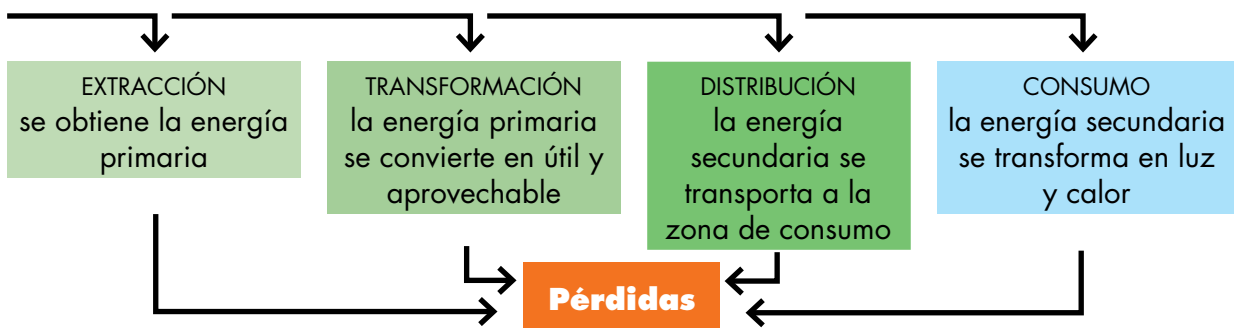 EXTRACCIÓN
se obtiene la energía
primaria
TRANSFORMACIÓN
la energía primaria
se convierte en útil y
aprovechable
DISTRIBUCIÓN
la energía
secundaria se
transporta a la
zona de consumo
CONSUMO
la energía secundaria
se transforma en luz
y calor
Pérdidas